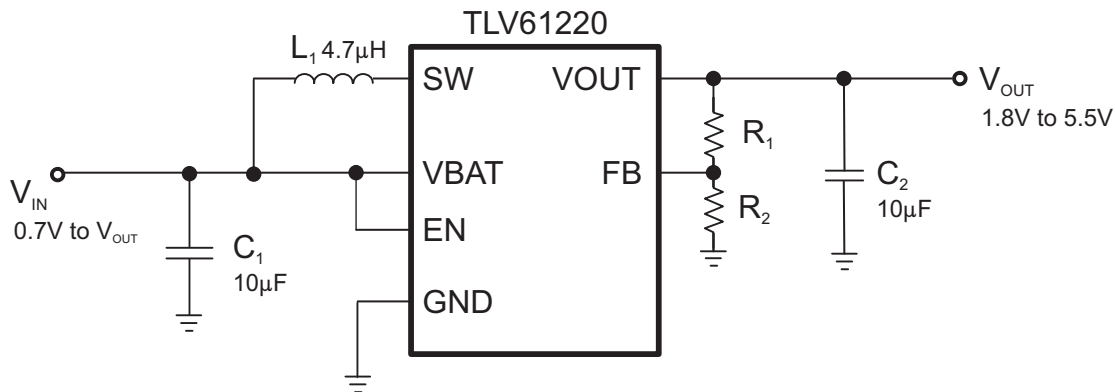 TLV61220
L1 4.7µH
SW
VOUT
VOUT
1.8V to 5.5V
R1
VIN
0.7V to VOUT
VBAT
FB
C2
10µF
R2
EN
C1
10µF
GND